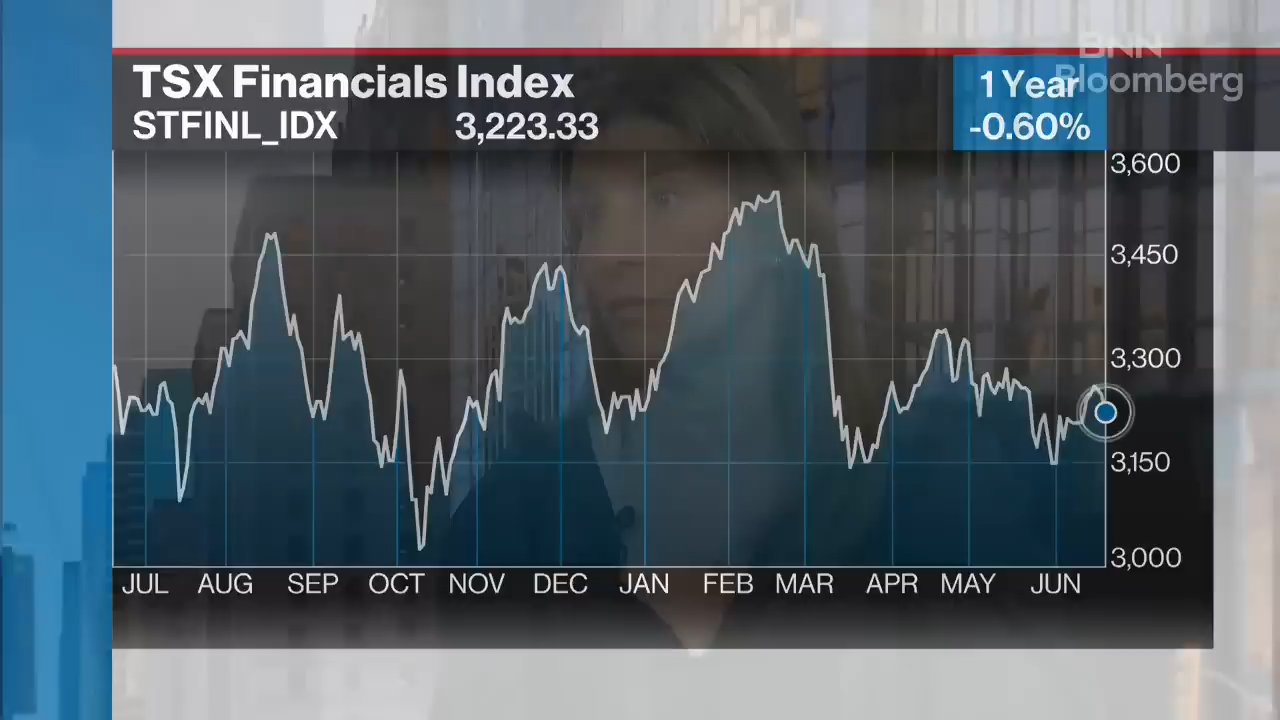 BNN
Bloomberg
TSX Financials Index
STFINL_IDX 3,223.33
1 Year
-0.60%
3,600
3,450
3,300
3,150
3,000
JUL AUG SEP OCT NOV DEC JAN FEB MAR APR MAY JUN